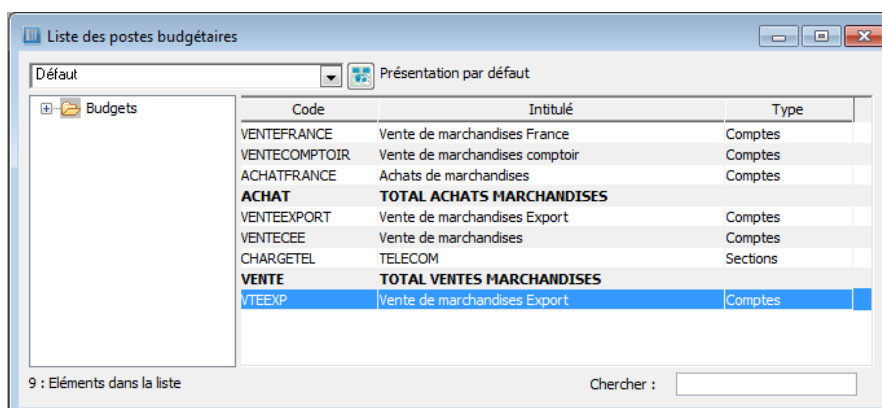 Liste des postes budgétaires
Défaut Présentation par défaut
Budgets
Code Intitulé Type
VENTEFRANCE Vente de marchandises France Comptes
VENTECOMPTOIR Vente de marchandises comptoir Comptes
ACHATFRANCE Achats de marchandises Comptes
ACHAT TOTAL ACHATS MARCHANDISES
VENTEEXPORT Vente de marchandises Export Comptes
VENTECEE Vente de marchandises Comptes
CHARGETEL TELECOM Sections
VENTE TOTAL VENTES MARCHANDISES
VTEEXP Vente de marchandises Export Comptes
9 : Eléments dans la liste Chercher :